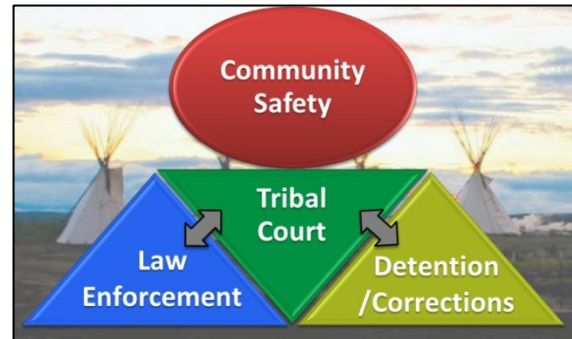 Community
Safety
Tribal
Court
Law
Enforcement
Detention
/Corrections